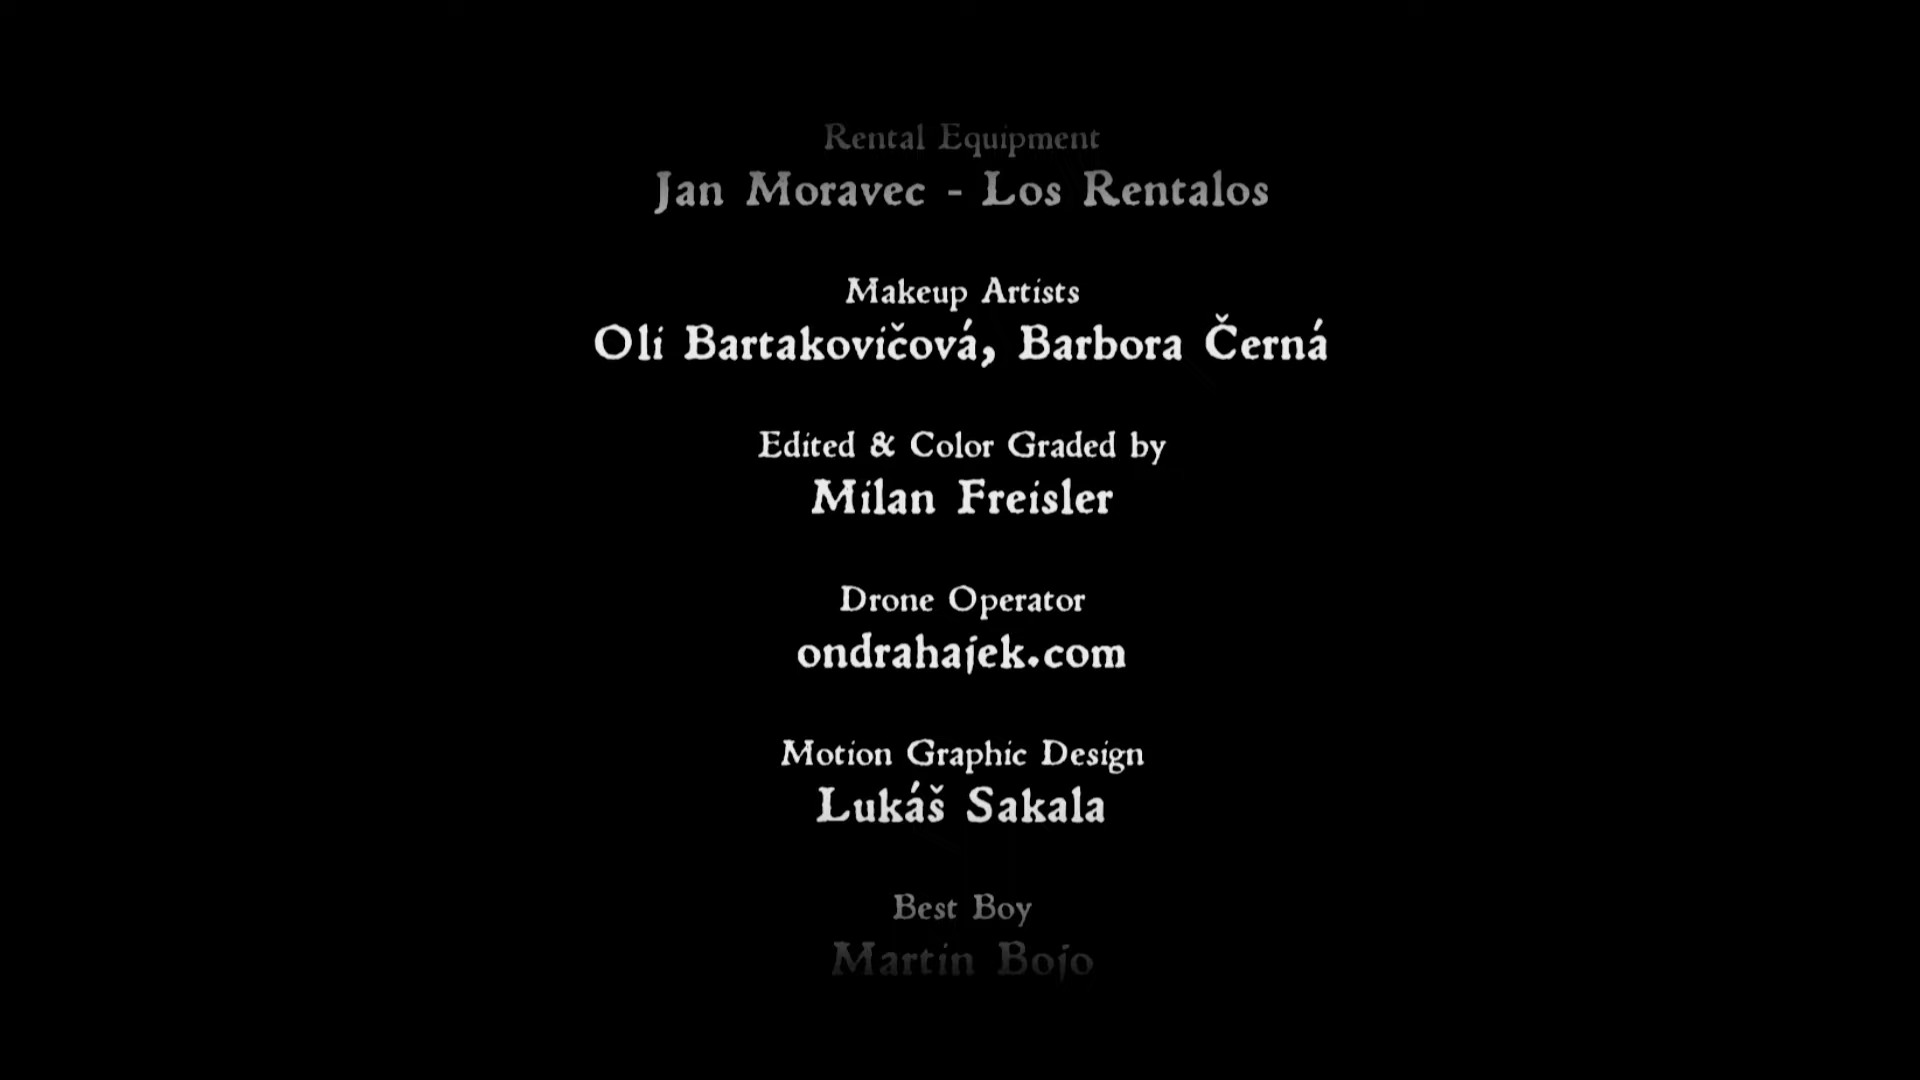 Rental Equipment
Jan Moravec - Los Rentalos
Makeup Artists
Oli Bartakovičová, Barbora Černá
Edited & Color Graded by
Milan Freisler
Drone Operator
ondrahajek.com
Motion Graphic Design
Lukáš Sakala
Best Boy
Martin Bojo